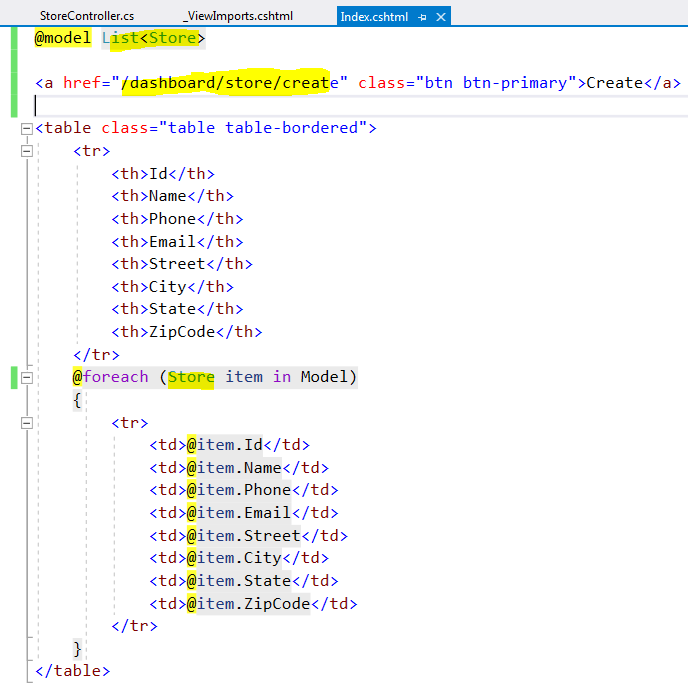 StoreController.cs _ViewImports.cshtml Index.cshtml
@model List<Store>
<a href="/dashboard/store/create" class="btn btn-primary">Create</a>
<table class="table table-bordered">
<tr>
<th>Id</th>
<th>Name</th>
<th>Phone</th>
<th>Email</th>
<th>Street</th>
<th>City</th>
<th>State</th>
<th>ZipCode</th>
</tr>
@foreach (Store item in Model)
{
<tr>
<td>@item.Id</td>
<td>@item.Name</td>
<td>@item.Phone</td>
<td>@item.Email</td>
<td>@item.Street</td>
<td>@item.City</td>
<td>@item.State</td>
<td>@item.ZipCode</td>
</tr>
}
</table>